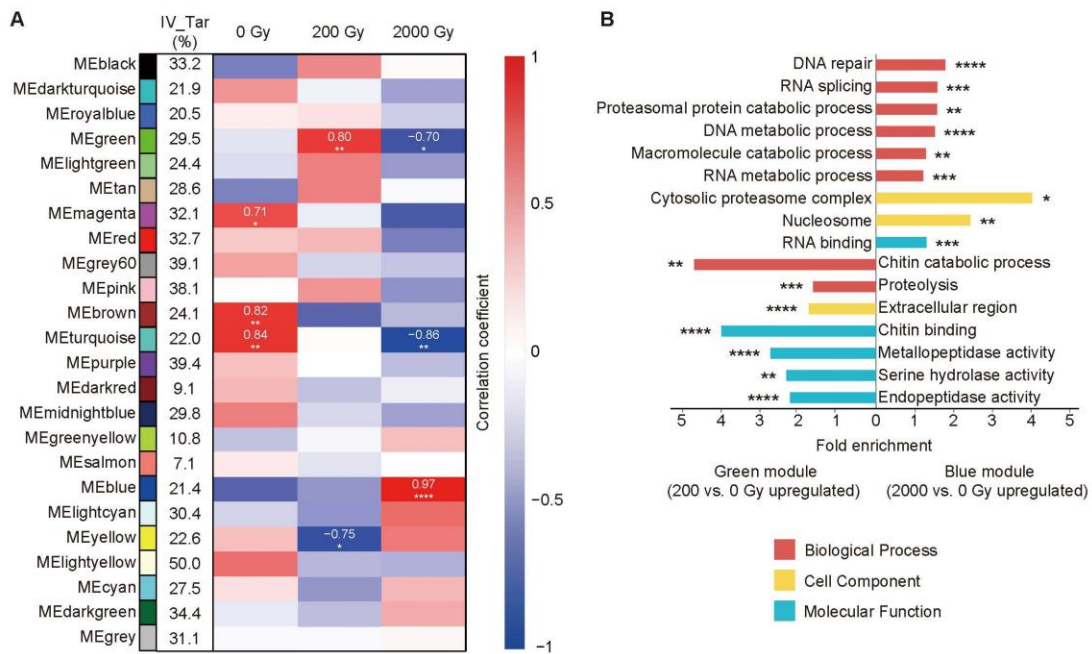 A
IV_Tar
(%)
0 Gy
200 Gy
2000 Gy
MEblack 33.2
MEdarkturquoise 21.9
MEroyalblue 20.5
MEgreen 29.5 0.80 −0.70
** *
MElightgreen 24.4
MEtan 28.6
MEmagenta 32.1 0.71
*
MEred 32.7
MEgrey60 39.1
MEpink 38.1
MEbrown 24.1 0.82
**
MEturquoise 22.0 0.84 −0.86
** **
MEpurple 39.4
MEdarkred 9.1
MEmidnightblue 29.8
MEgreenyellow 10.8
MEsalmon 7.1
MEblue 21.4 0.97
****
MElightcyan 30.4
MEyellow 22.6 −0.75
*
MElightyellow 50.0
MEcyan 27.5
MEdarkgreen 34.4
MEgrey 31.1
1
0.5
0
−0.5
−1
Correlation coefficient
B
DNA repair ****
RNA splicing ***
Proteasomal protein catabolic process **
DNA metabolic process ****
Macromolecule catabolic process **
RNA metabolic process ***
Cytosolic proteasome complex *
Nucleosome **
RNA binding ***
** Chitin catabolic process
*** Proteolysis
**** Extracellular region
**** Chitin binding
**** Metallopeptidase activity
** Serine hydrolase activity
**** Endopeptidase activity
5 4 3 2 1 0 1 2 3 4 5
Fold enrichment
Green module
(200 vs. 0 Gy upregulated)
Blue module
(2000 vs. 0 Gy upregulated)
Biological Process
Cell Component
Molecular Function